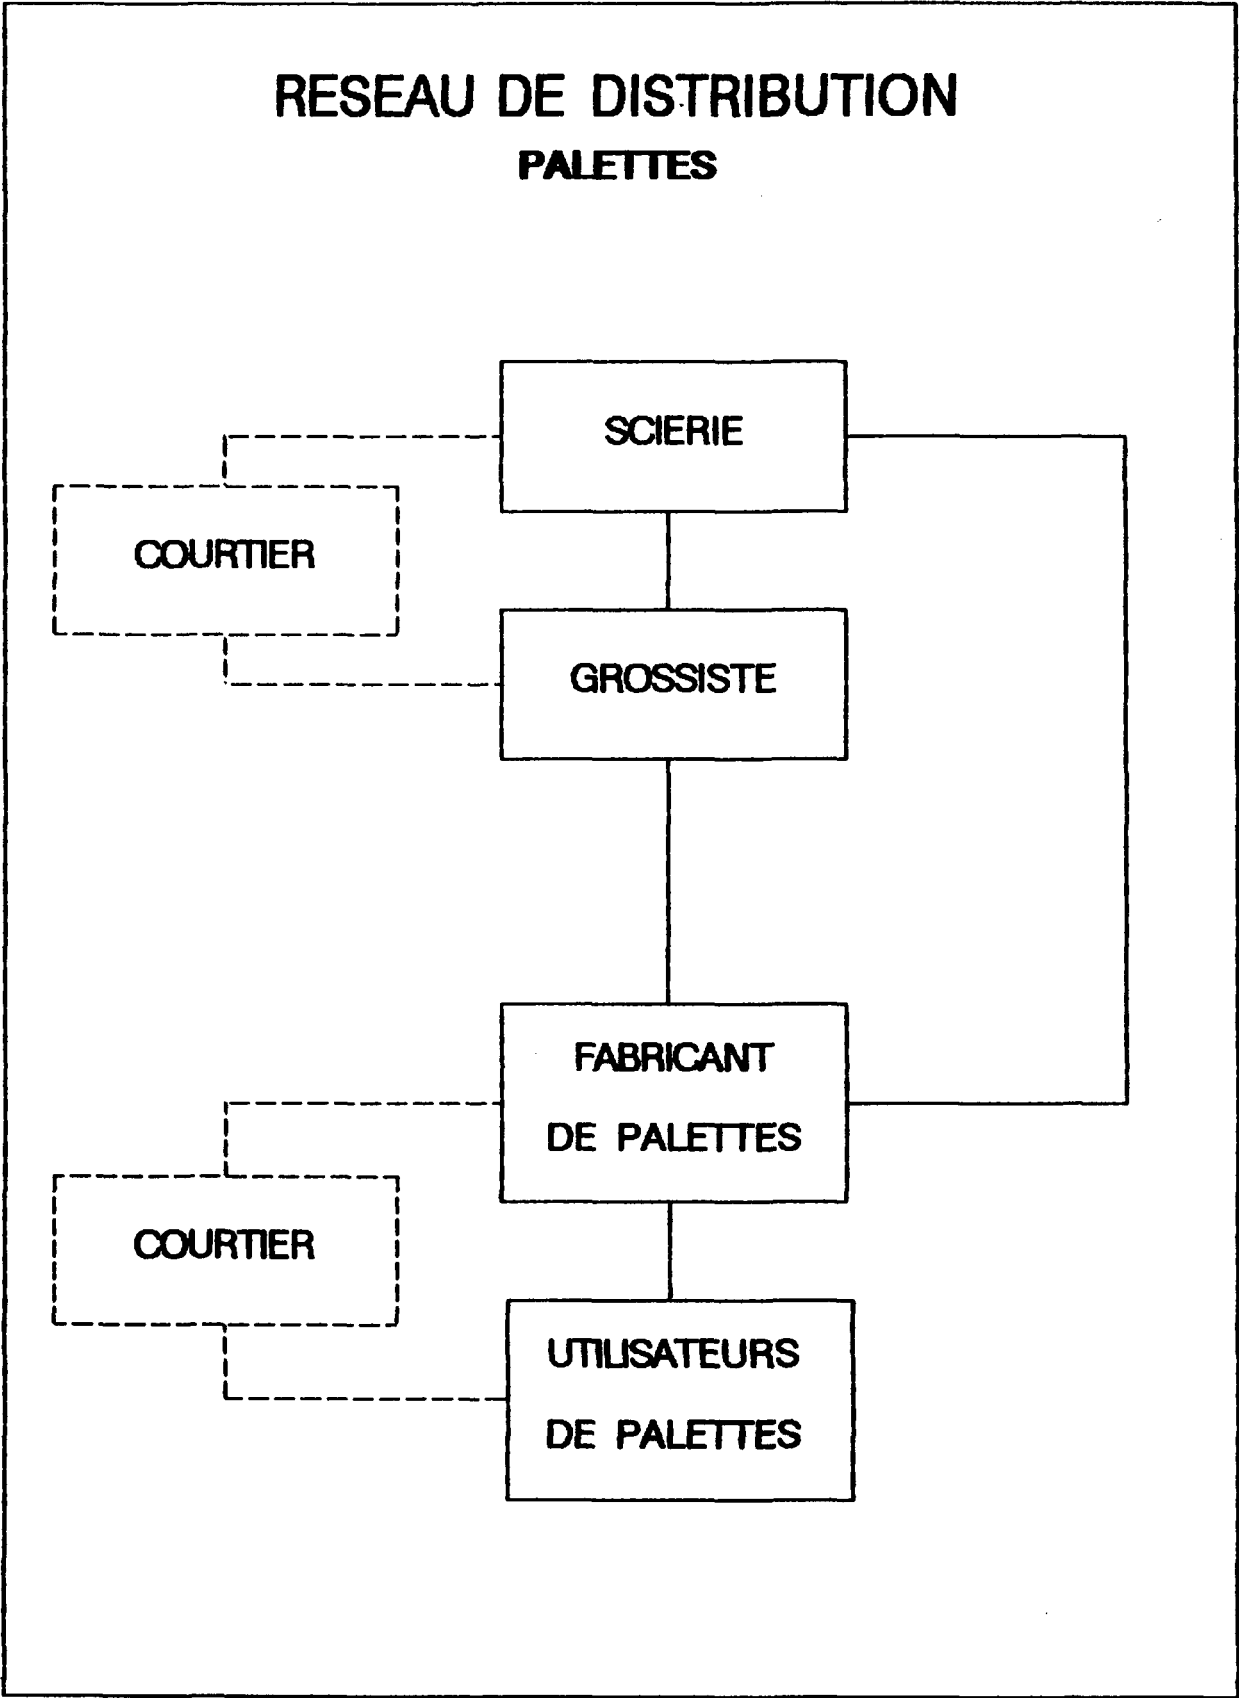 RESEAU DE DISTRIBUTION
PALETTES
SCIERIE
COURTIER
GROSSISTE
FABRICANT
DE PALETTES
COURTIER
UTILISATEURS
DE PALETTES